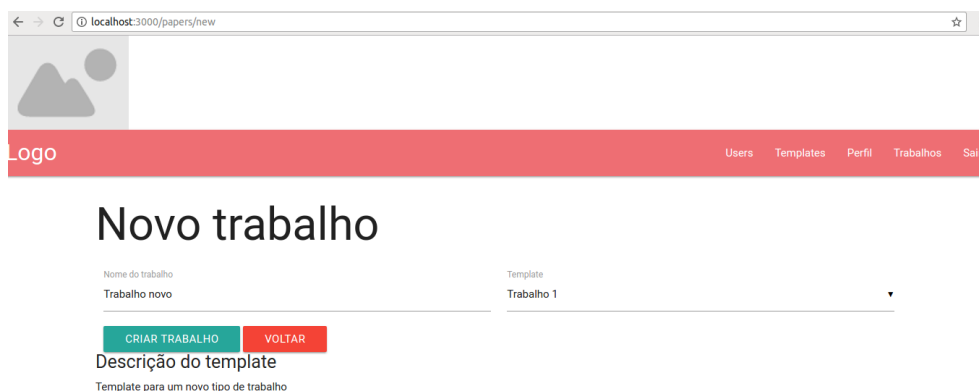 localhost:3000/papers/new
Logo
Users Templates Perfil Trabalhos Sai
Novo trabalho
Nome do trabalho Template
Trabalho novo Trabalho 1
CRIAR TRABALHO VOLTAR
Descrição do template
Template para um novo tipo de trabalho